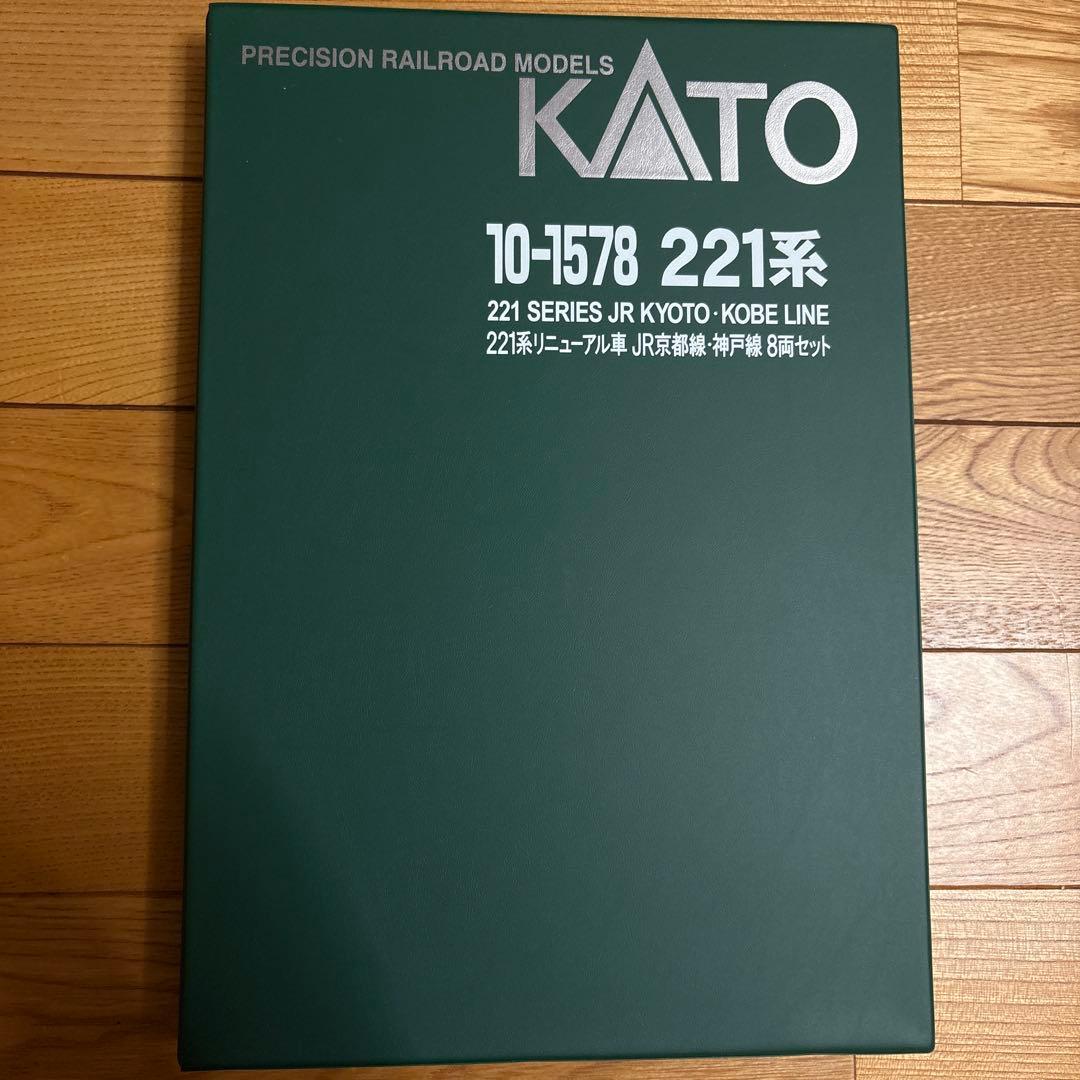 PRECISION RAILROAD MODELS
KATO
10-1578 221系
221 SERIES JR KYOTO・KOBE LINE
221系リニューアル車 JR京都線・神戸線 8両セット